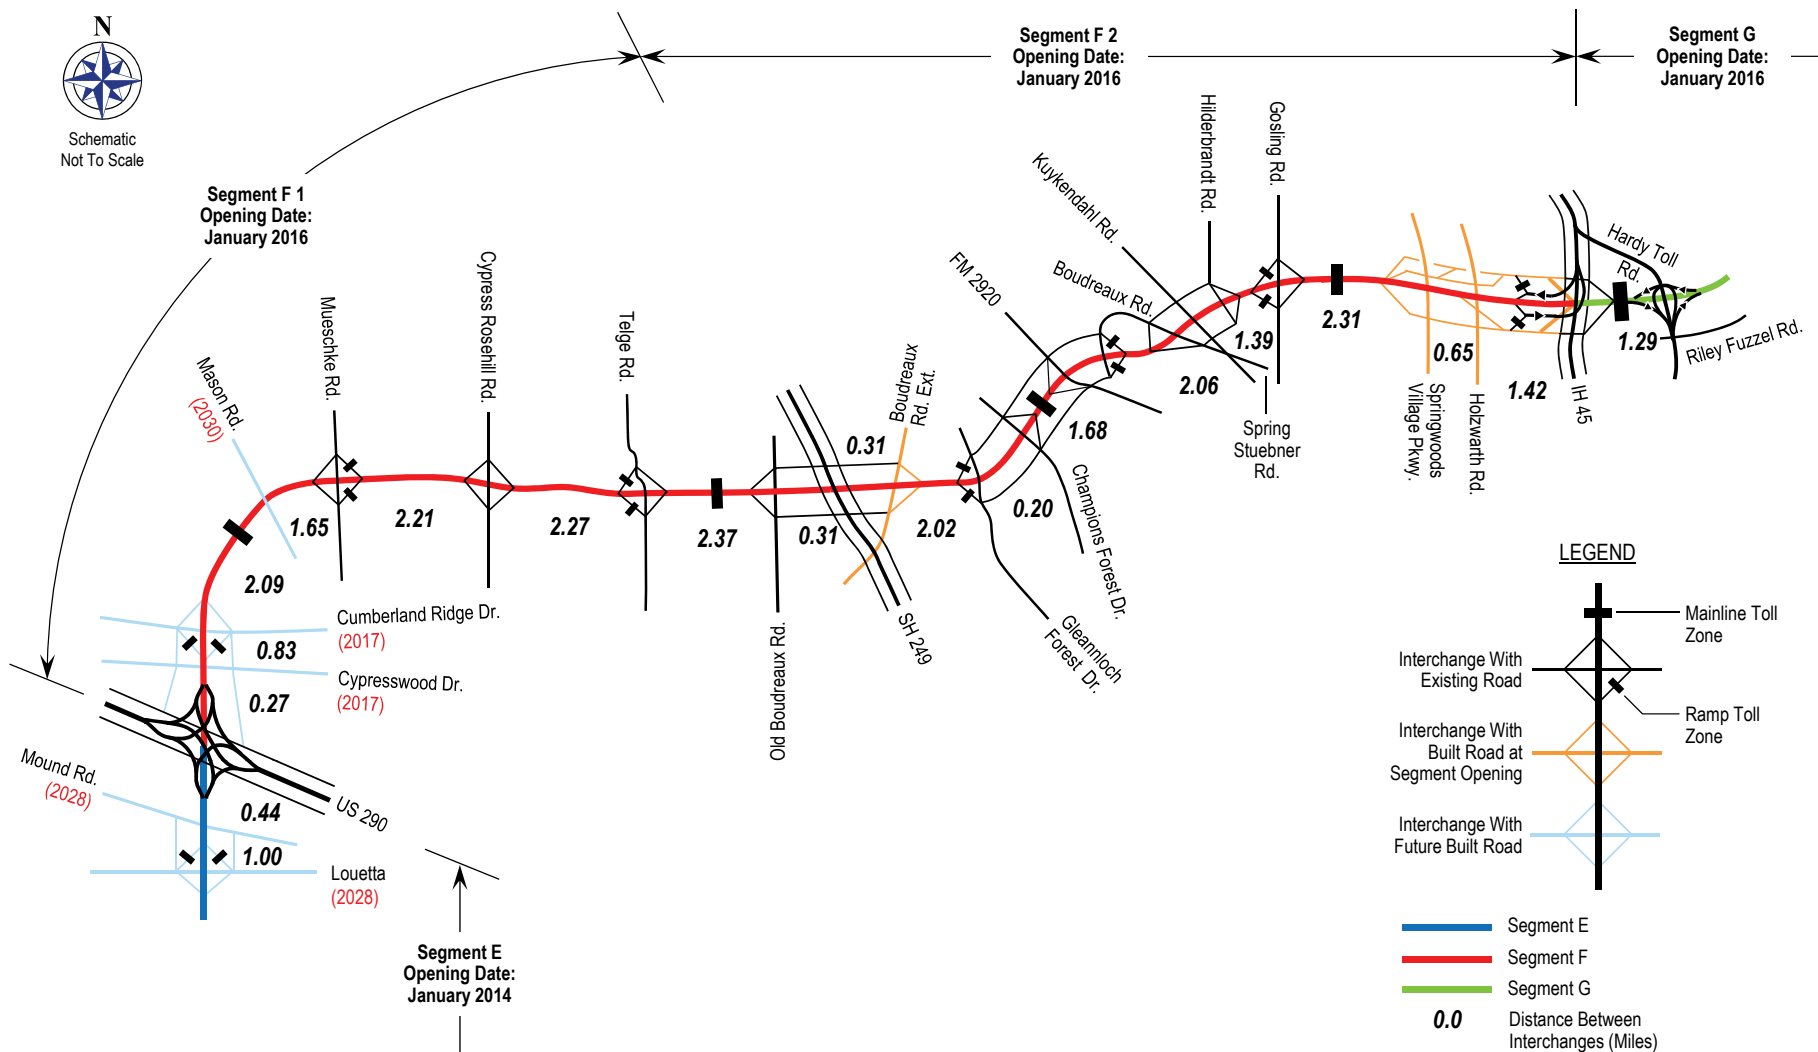 N
Schematic
Not To Scale
Segment F 1
Opening Date:
January 2016
Segment F 2
Opening Date:
January 2016
Segment G
Opening Date:
January 2016
Mason Rd.
(2030)
Mueschke Rd.
Cypress Rosehill Rd.
Telge Rd.
Old Boudreaux Rd.
SH 249
Boudreaux
Rd. Ext.
Gleannloch
Forest Dr.
Champions Forest Dr.
FM 2920
Boudreaux Rd.
Kuykendahl Rd.
Hilderbrandt Rd.
Gosling Rd.
Spring
Stuebner
Rd.
Springwoods
Village Pkwy.
Holzwarth Rd.
IH 45
Hardy Toll
Rd.
Riley Fuzzel Rd.
1.65
2.21
2.27
2.37
0.31
0.31
2.02
0.20
1.68
2.06
1.39
2.31
0.65
1.42
1.29
2.09
Cumberland Ridge Dr.
(2017)
0.83
Cypresswood Dr.
(2017)
0.27
US 290
Mound Rd.
(2028)
0.44
1.00
Louetta
(2028)
Segment E
Opening Date:
January 2014
LEGEND
Mainline Toll
Zone
Interchange With
Existing Road
Ramp Toll
Zone
Interchange With
Built Road at
Segment Opening
Interchange With
Future Built Road
Segment E
Segment F
Segment G
0.0
Distance Between
Interchanges (Miles)